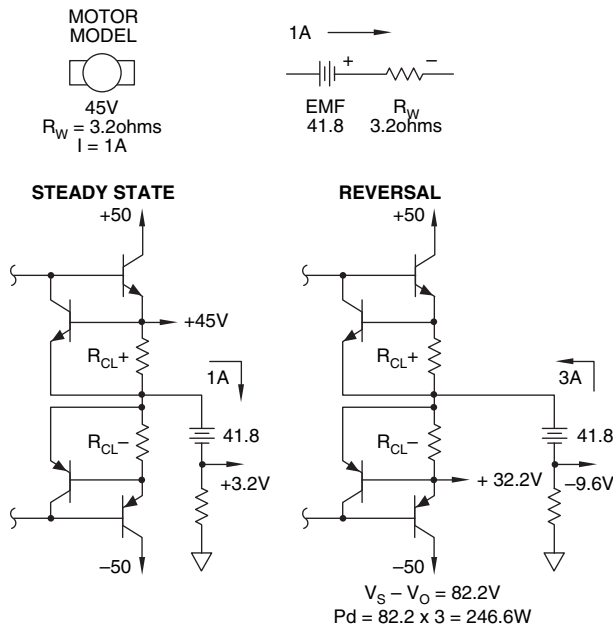 MOTOR
MODEL
45V
R_W = 3.2ohms
I = 1A
1A
+ −
EMF R_W
41.8 3.2ohms
STEADY STATE
+50
+45V
R_CL+
1A
R_CL−
41.8
+3.2V
−50
REVERSAL
+50
R_CL+
3A
R_CL−
41.8
+ 32.2V
−9.6V
−50
V_S − V_O = 82.2V
Pd = 82.2 x 3 = 246.6W